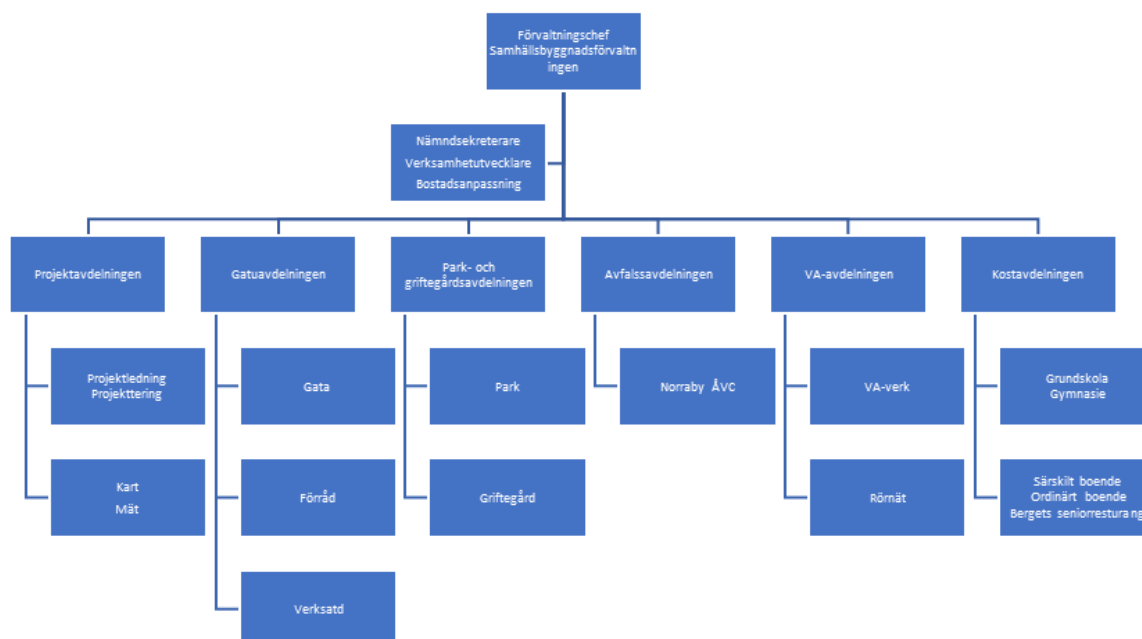 Förvaltningschef
Samhällsbyggnadsförvaltn
ingen
Nämndsekreterare
Verksamhetutvecklare
Bostadsanpassning
Projektavdelningen
Gatuavdelningen
Park- och
griftegårdsavdelningen
Avfalssavdelningen
VA-avdelningen
Kostavdelningen
Projektledning
Projekttering
Gata
Park
Norraby ÅVC
VA-verk
Grundskola
Gymnasie
Kart
Mät
Förråd
Griftegård
Rörnät
Särskilt boende
Ordinärt boende
Bergets seniorresturang
Verksatd